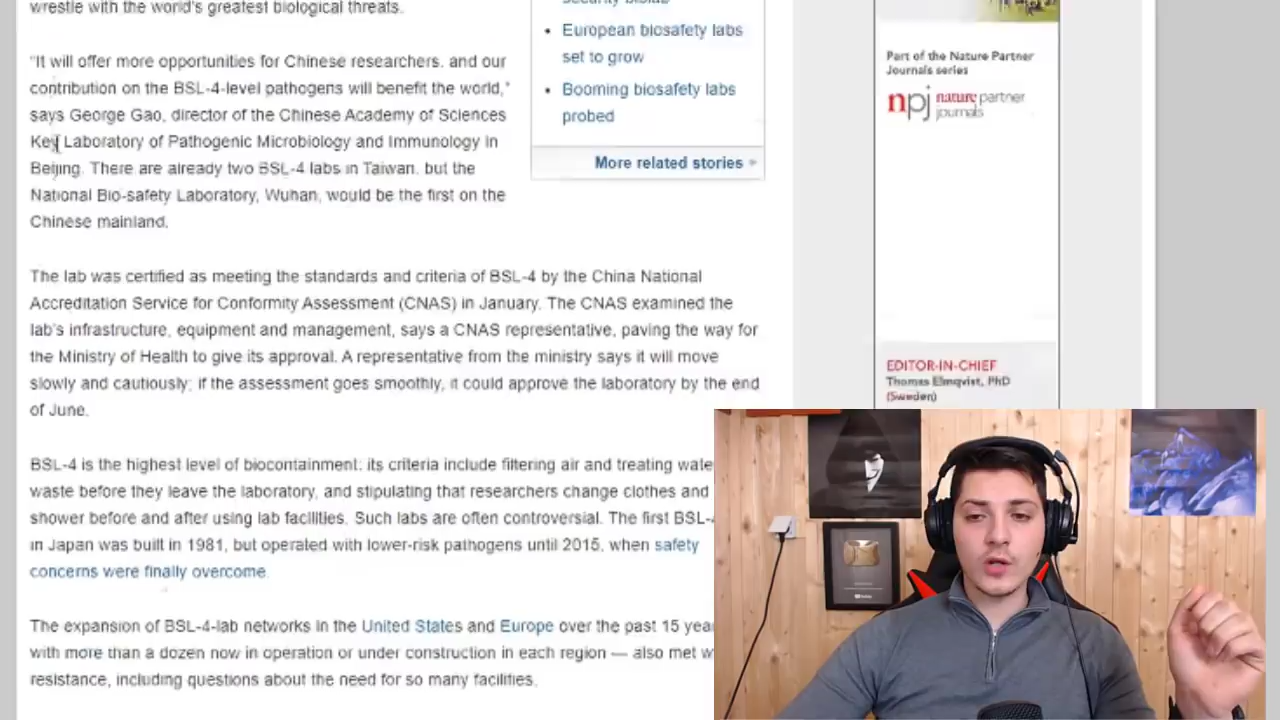 wrestle with the world's greatest biological threats.
"It will offer more opportunities for Chinese researchers, and our
contribution on the BSL-4-level pathogens will benefit the world,"
says George Gao, director of the Chinese Academy of Sciences
Key Laboratory of Pathogenic Microbiology and Immunology in
Beijing. There are already two BSL-4 labs in Taiwan, but the
National Bio-safety Laboratory, Wuhan, would be the first on the
Chinese mainland.
The lab was certified as meeting the standards and criteria of BSL-4 by the China National
Accreditation Service for Conformity Assessment (CNAS) in January. The CNAS examined the
lab's infrastructure, equipment and management, says a CNAS representative, paving the way for
the Ministry of Health to give its approval. A representative from the ministry says it will move
slowly and cautiously; if the assessment goes smoothly, it could approve the laboratory by the end
of June.
BSL-4 is the highest level of biocontainment: its criteria include filtering air and treating wate
waste before they leave the laboratory, and stipulating that researchers change clothes and
shower before and after using lab facilities. Such labs are often controversial. The first BSL-
in Japan was built in 1981, but operated with lower-risk pathogens until 2015, when safety
concerns were finally overcome.
The expansion of BSL-4-lab networks in the United States and Europe over the past 15 yea
with more than a dozen now in operation or under construction in each region — also met w
resistance, including questions about the need for so many facilities.
security biolab
• European biosafety labs
set to grow
• Booming biosafety labs
probed
More related stories
Part of the Nature Partner
Journals series
npj nature partner
journals
EDITOR-IN-CHIEF
Thomas Elmqvist, PhD
(Sweden)